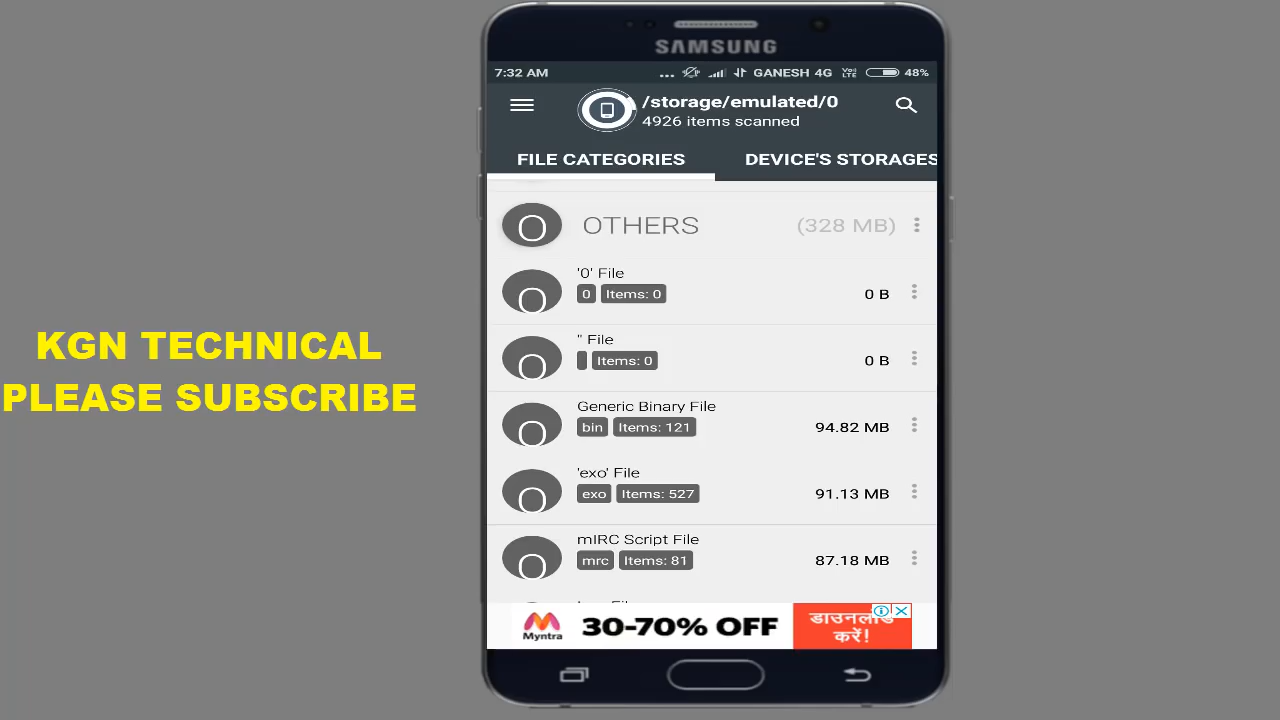 SAMSUNG
7:32 AM
... GANESH 4G VoLTE 48%
/storage/emulated/0
4926 items scanned
FILE CATEGORIES
DEVICE'S STORAGES
O OTHERS (328 MB)
'0' File
O 0 Items: 0 0 B
'' File
O Items: 0 0 B
Generic Binary File
O bin Items: 121 94.82 MB
'exo' File
O exo Items: 527 91.13 MB
mIRC Script File
O mrc Items: 81 87.18 MB
Myntra
30-70% OFF
डाउनलोड
करें!
KGN TECHNICAL
PLEASE SUBSCRIBE